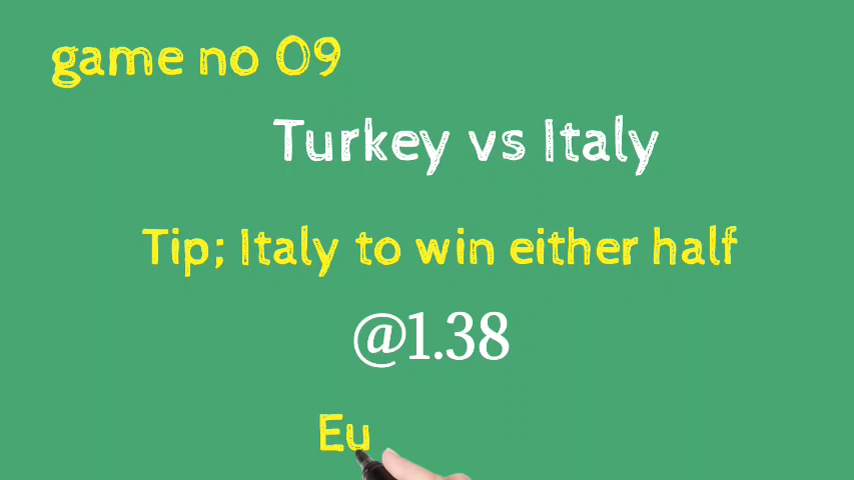 game no 09
Turkey vs Italy
Tip; Italy to win either half
@1.38
Eu